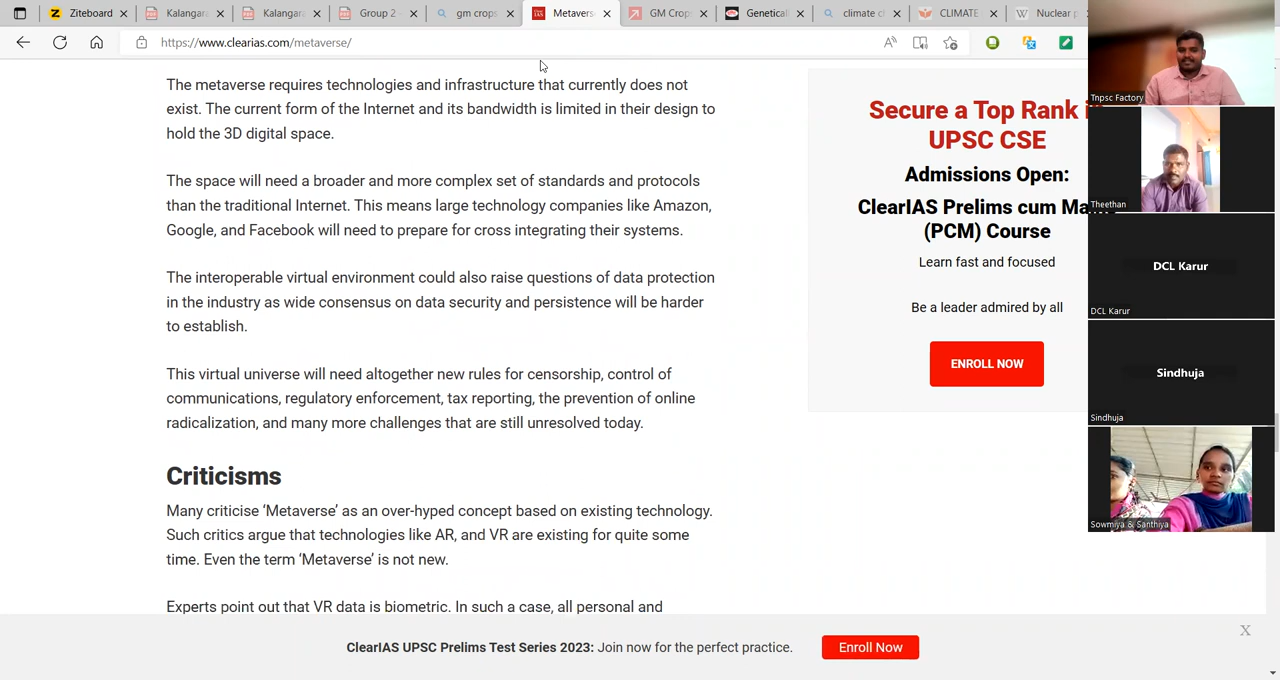 Ziteboard
Kalangara
Kalangara
Group 2 –
gm crops
Metavers
GM Crop
Genetical
climate cl
CLIMATE
Nuclear p
https://www.clearias.com/metaverse/
The metaverse requires technologies and infrastructure that currently does not
exist. The current form of the Internet and its bandwidth is limited in their design to
hold the 3D digital space.
The space will need a broader and more complex set of standards and protocols
than the traditional Internet. This means large technology companies like Amazon,
Google, and Facebook will need to prepare for cross integrating their systems.
The interoperable virtual environment could also raise questions of data protection
in the industry as wide consensus on data security and persistence will be harder
to establish.
This virtual universe will need altogether new rules for censorship, control of
communications, regulatory enforcement, tax reporting, the prevention of online
radicalization, and many more challenges that are still unresolved today.
Criticisms
Many criticise ‘Metaverse’ as an over-hyped concept based on existing technology.
Such critics argue that technologies like AR, and VR are existing for quite some
time. Even the term ‘Metaverse’ is not new.
Experts point out that VR data is biometric. In such a case, all personal and
Secure a Top Rank i
UPSC CSE
Admissions Open:
ClearIAS Prelims cum Mains
(PCM) Course
Learn fast and focused
Be a leader admired by all
ENROLL NOW
Tnpsc Factory
Theethan
DCL Karur
DCL Karur
Sindhuja
Sindhuja
Sowmiya & Santhiya
ClearIAS UPSC Prelims Test Series 2023: Join now for the perfect practice.
Enroll Now
X